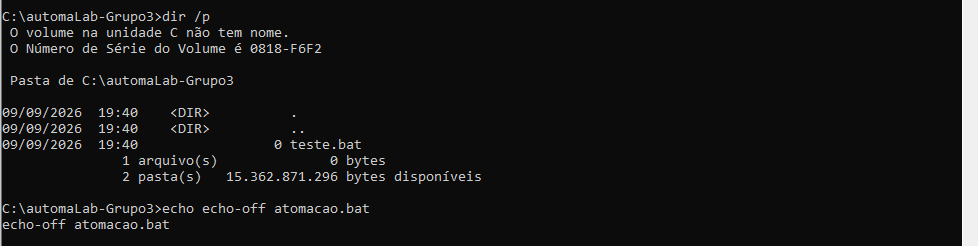 C:\automaLab-Grupo3>dir /p
 O volume na unidade C não tem nome.
 O Número de Série do Volume é 0818-F6F2
 Pasta de C:\automaLab-Grupo3
09/09/2026  19:40    <DIR>          .
09/09/2026  19:40    <DIR>          ..
09/09/2026  19:40                 0 teste.bat
               1 arquivo(s)              0 bytes
               2 pasta(s)   15.362.871.296 bytes disponíveis
C:\automaLab-Grupo3>echo echo-off atomacao.bat
echo-off atomacao.bat